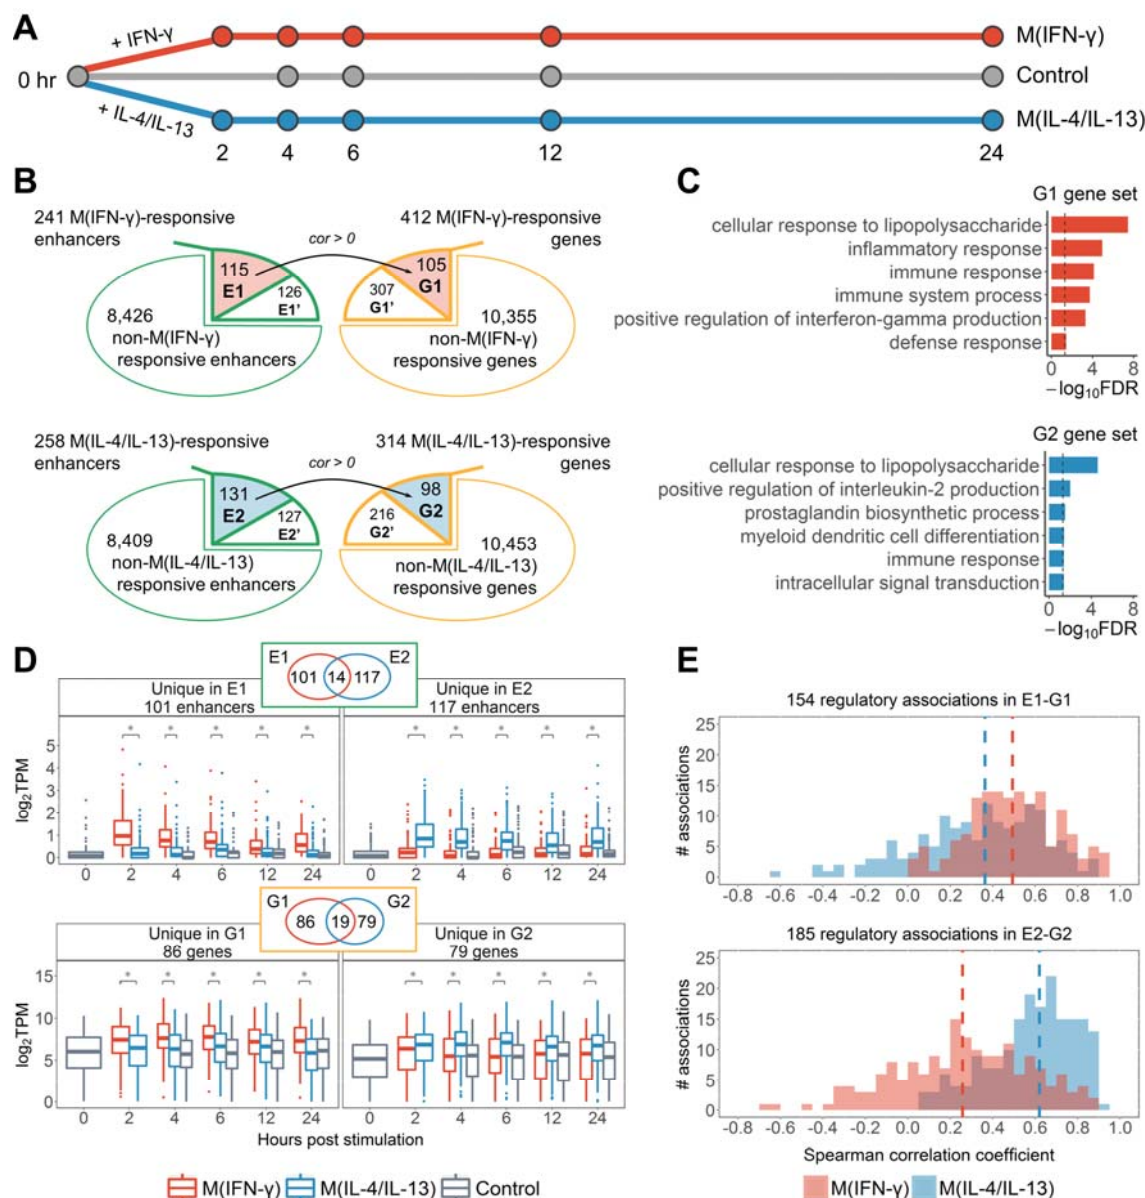 A
+ IFN-γ
M(IFN-γ)
0 hr
Control
+ IL-4/IL-13
M(IL-4/IL-13)
2 4 6 12 24
B
241 M(IFN-γ)-responsive
enhancers
412 M(IFN-γ)-responsive
genes
cor > 0
115
E1
126
E1'
105
G1
307
G1'
8,426
non-M(IFN-γ)
responsive enhancers
10,355
non-M(IFN-γ)
responsive genes
258 M(IL-4/IL-13)-responsive
enhancers
314 M(IL-4/IL-13)-responsive
genes
cor > 0
131
E2
127
E2'
98
G2
216
G2'
8,409
non-M(IL-4/IL-13)
responsive enhancers
10,453
non-M(IL-4/IL-13)
responsive genes
C
G1 gene set
cellular response to lipopolysaccharide
inflammatory response
immune response
immune system process
positive regulation of interferon-gamma production
defense response
0 4 8
−log10FDR
G2 gene set
cellular response to lipopolysaccharide
positive regulation of interleukin-2 production
prostaglandin biosynthetic process
myeloid dendritic cell differentiation
immune response
intracellular signal transduction
0 4 8
−log10FDR
D
E1 E2
101 14 117
Unique in E1
101 enhancers
Unique in E2
117 enhancers
* * * * * * * * * *
log2TPM
5
4
3
2
1
0
0 2 4 6 12 24 0 2 4 6 12 24
G1 G2
86 19 79
Unique in G1
86 genes
Unique in G2
79 genes
* * * * * * * * * *
log2TPM
15
10
5
0
0 2 4 6 12 24 0 2 4 6 12 24
Hours post stimulation
M(IFN-γ) M(IL-4/IL-13) Control
E
154 regulatory associations in E1-G1
# associations
25
20
15
10
5
0
-0.8 -0.6 -0.4 -0.2 0.0 0.2 0.4 0.6 0.8 1.0
185 regulatory associations in E2-G2
# associations
25
20
15
10
5
0
-0.8 -0.6 -0.4 -0.2 0.0 0.2 0.4 0.6 0.8 1.0
Spearman correlation coefficient
M(IFN-γ) M(IL-4/IL-13)